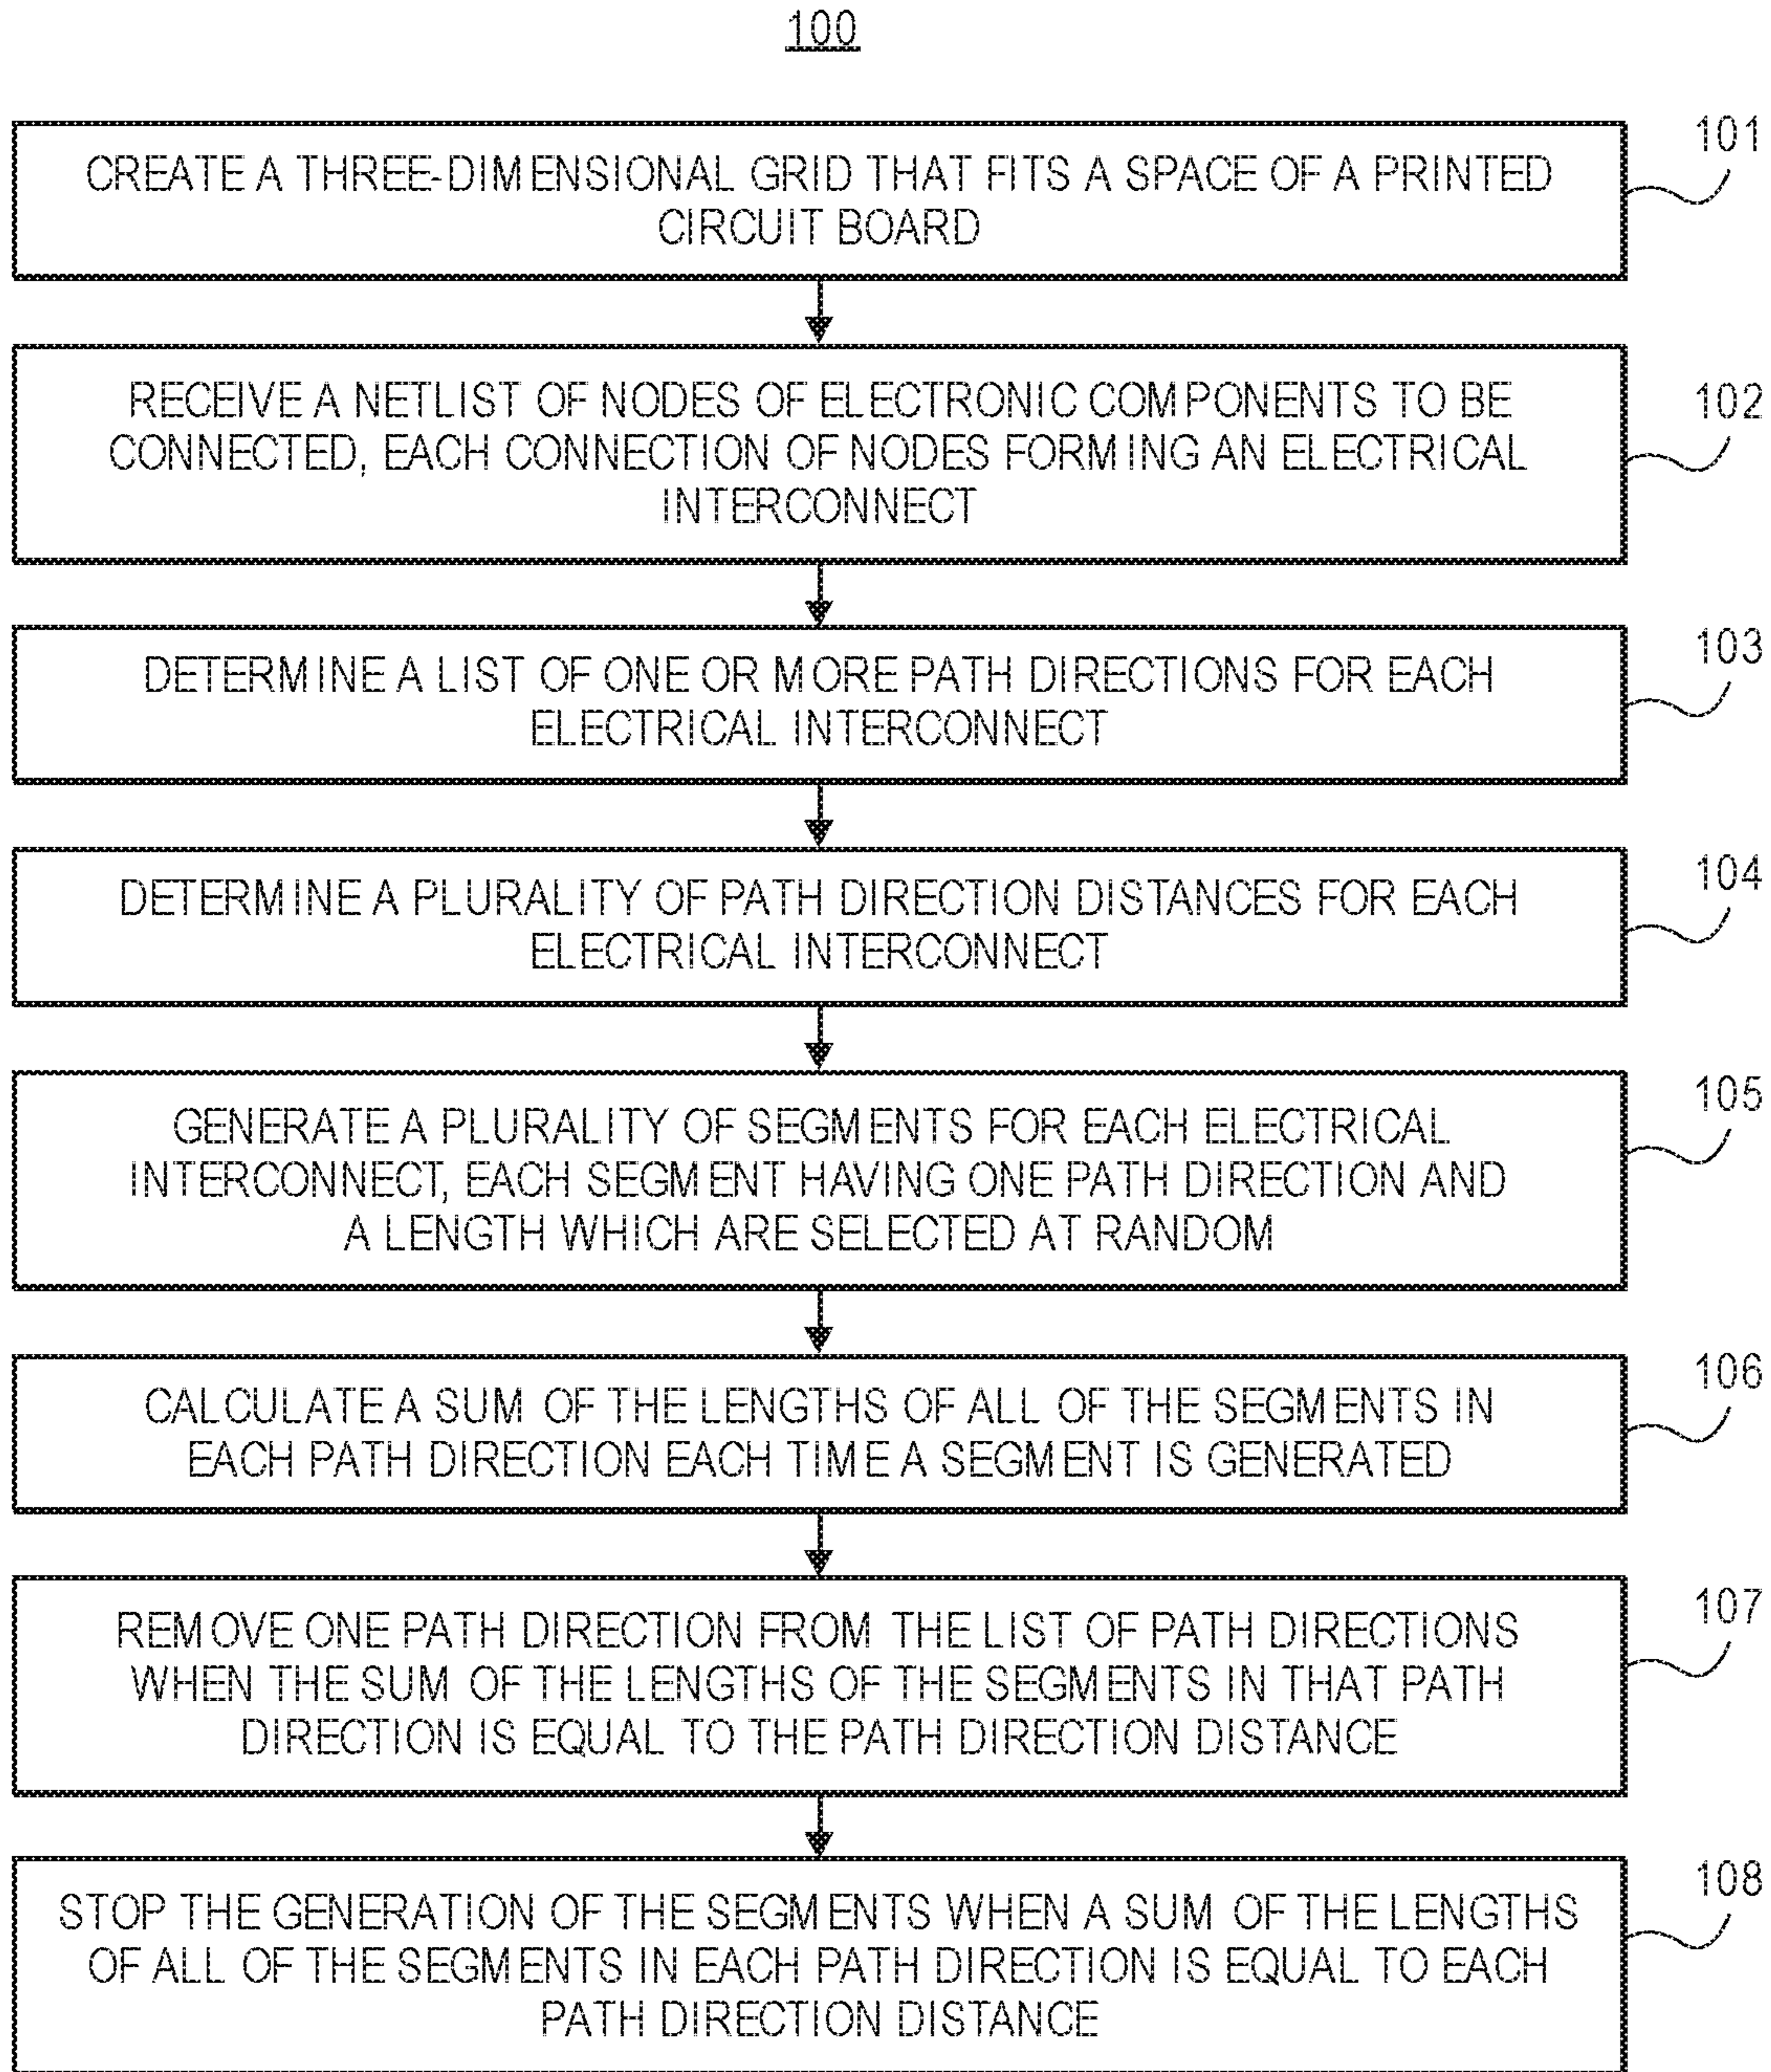 100
101
CREATE A THREE-DIMENSIONAL GRID THAT FITS A SPACE OF A PRINTED
CIRCUIT BOARD
102
RECEIVE A NETLIST OF NODES OF ELECTRONIC COMPONENTS TO BE
CONNECTED, EACH CONNECTION OF NODES FORMING AN ELECTRICAL
INTERCONNECT
103
DETERMINE A LIST OF ONE OR MORE PATH DIRECTIONS FOR EACH
ELECTRICAL INTERCONNECT
104
DETERMINE A PLURALITY OF PATH DIRECTION DISTANCES FOR EACH
ELECTRICAL INTERCONNECT
105
GENERATE A PLURALITY OF SEGMENTS FOR EACH ELECTRICAL
INTERCONNECT, EACH SEGMENT HAVING ONE PATH DIRECTION AND
A LENGTH WHICH ARE SELECTED AT RANDOM
106
CALCULATE A SUM OF THE LENGTHS OF ALL OF THE SEGMENTS IN
EACH PATH DIRECTION EACH TIME A SEGMENT IS GENERATED
107
REMOVE ONE PATH DIRECTION FROM THE LIST OF PATH DIRECTIONS
WHEN THE SUM OF THE LENGTHS OF THE SEGMENTS IN THAT PATH
DIRECTION IS EQUAL TO THE PATH DIRECTION DISTANCE
108
STOP THE GENERATION OF THE SEGMENTS WHEN A SUM OF THE LENGTHS
OF ALL OF THE SEGMENTS IN EACH PATH DIRECTION IS EQUAL TO EACH
PATH DIRECTION DISTANCE